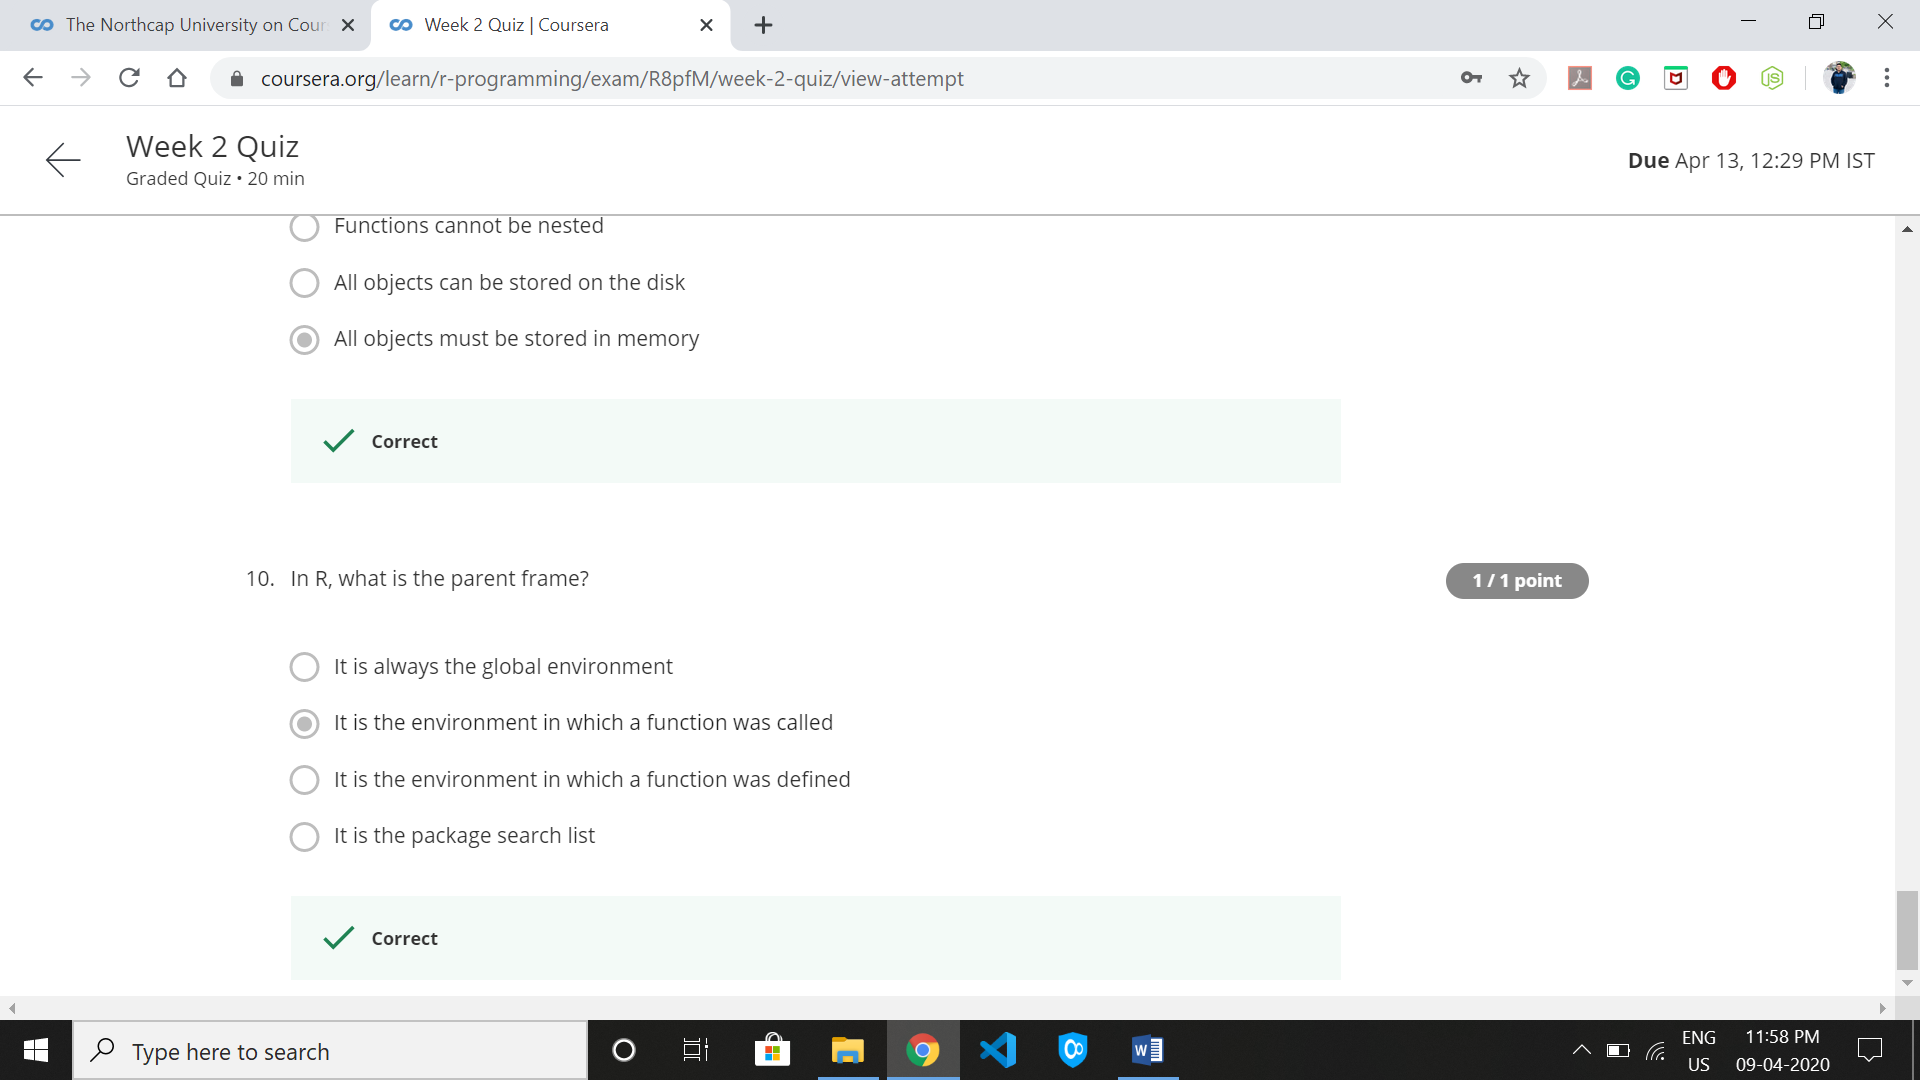 The Northcap University on Cour
Week 2 Quiz | Coursera
coursera.org/learn/r-programming/exam/R8pfM/week-2-quiz/view-attempt
Week 2 Quiz
Graded Quiz • 20 min
Due Apr 13, 12:29 PM IST
Functions cannot be nested
All objects can be stored on the disk
All objects must be stored in memory
Correct
10. In R, what is the parent frame?
1 / 1 point
It is always the global environment
It is the environment in which a function was called
It is the environment in which a function was defined
It is the package search list
Correct
Type here to search
ENG
US
11:58 PM
09-04-2020